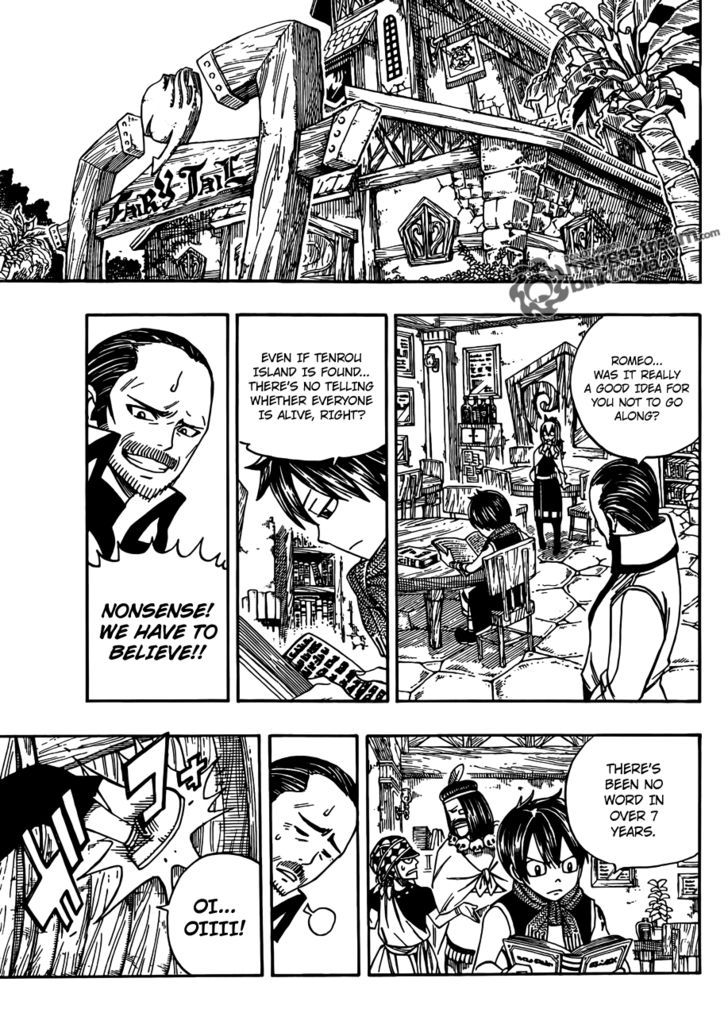 FAIRY TAIL
mangastream.com
ROMEO...
WAS IT REALLY
A GOOD IDEA FOR
YOU NOT TO GO
ALONG?
EVEN IF TENROU
ISLAND IS FOUND...
THERE'S NO TELLING
WHETHER EVERYONE
IS ALIVE, RIGHT?
NONSENSE!
WE HAVE TO
BELIEVE!!
THERE'S
BEEN NO
WORD IN
OVER 7
YEARS.
OI...
OIIII!